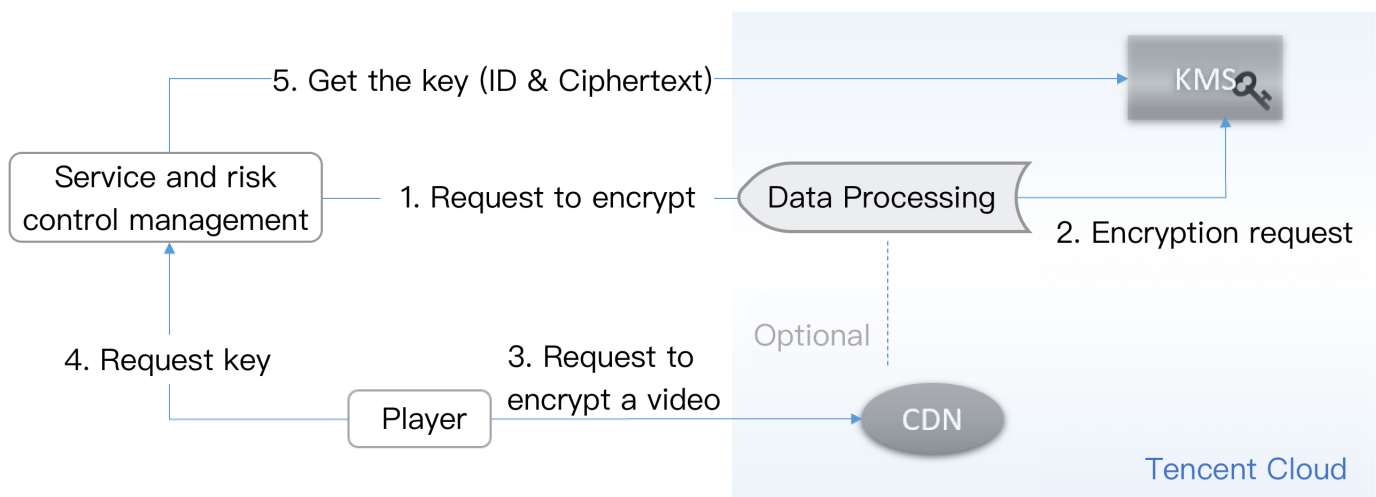 5. Get the key (ID & Ciphertext)
KMS
Service and risk
control management
1. Request to encrypt
Data Processing
2. Encryption request
Optional
4. Request key
3. Request to
encrypt a video
Player
CDN
Tencent Cloud